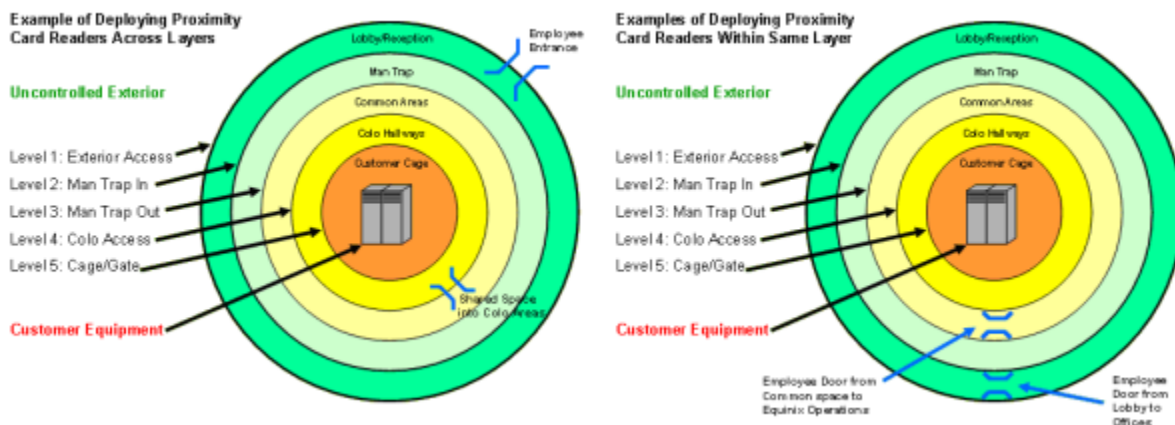 Example of Deploying Proximity
Card Readers Across Layers
Uncontrolled Exterior
Level 1: Exterior Access
Level 2: Man Trap In
Level 3: Man Trap Out
Level 4: Colo Access
Level 5: Cage/Gate
Customer Equipment
Lobby/Reception
Man Trap
Common Areas
Colo Hallways
Customer Cage
Employee
Entrance
Shared Space
into Colo Areas
Examples of Deploying Proximity
Card Readers Within Same Layer
Uncontrolled Exterior
Level 1: Exterior Access
Level 2: Man Trap In
Level 3: Man Trap Out
Level 4: Colo Access
Level 5: Cage/Gate
Customer Equipment
Lobby/Reception
Man Trap
Common Areas
Colo Hallways
Customer Cage
Employee Door from
Common space to
Equinix Operations
Employee
Door from
Lobby to
Offices